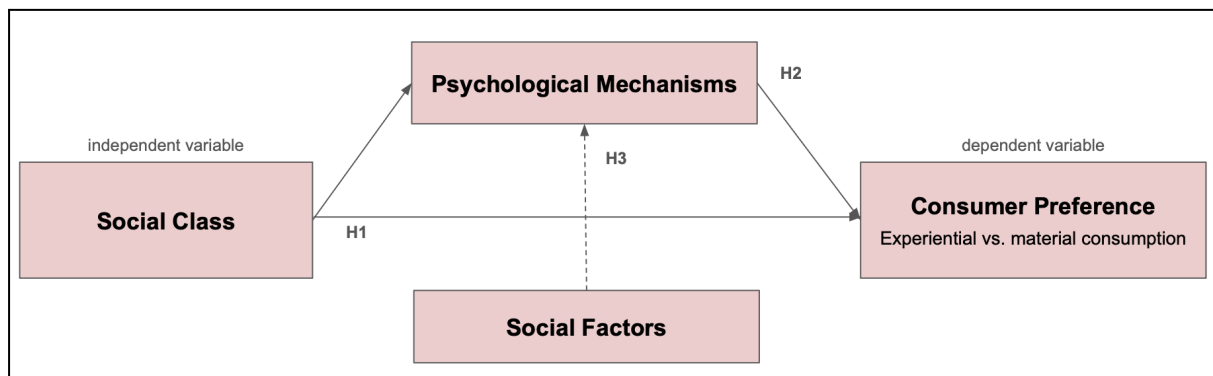 Psychological Mechanisms
H2
independent variable
dependent variable
H3
Social Class
Consumer Preference
H1
Experiential vs. material consumption
Social Factors